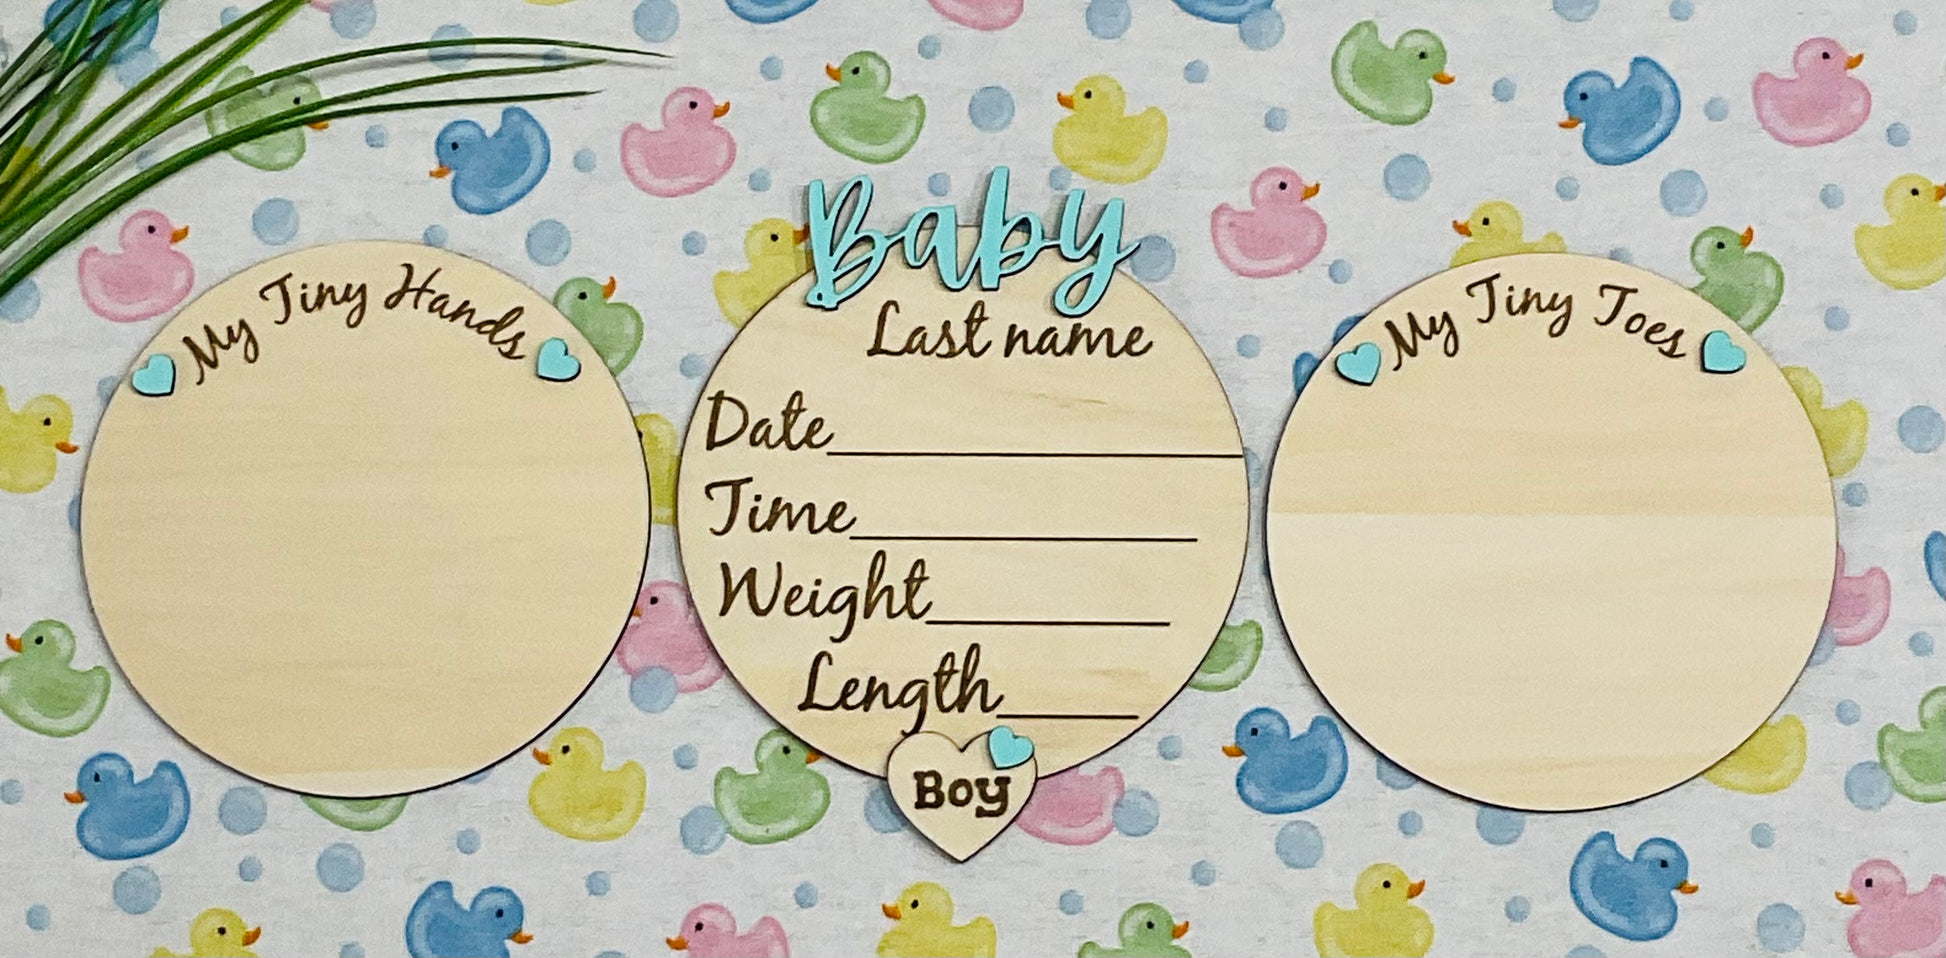 My Tiny Hands
Baby
Last name
Date
Time
Weight
Length
Boy
My Tiny Toes